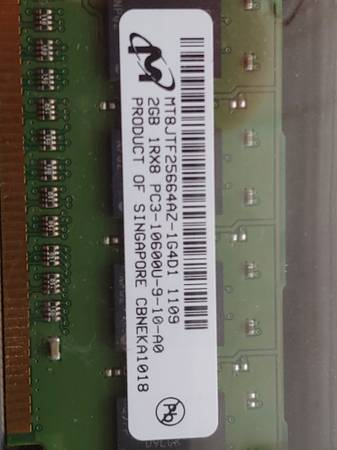 MT8JTF25664AZ-1G4D1 1109
2GB 1RX8 PC3-10600U-9-10-A0
PRODUCT OF SINGAPORE CBNEKA1018